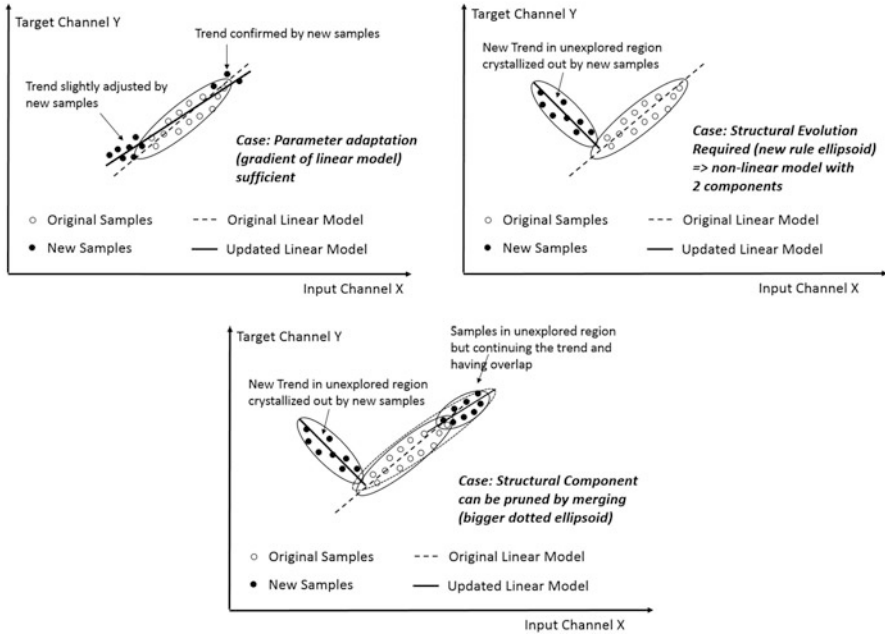 Target Channel Y
Trend confirmed by new samples
Trend slightly adjusted by
new samples
Case: Parameter adaptation
(gradient of linear model)
sufficient
Original Samples
Original Linear Model
New Samples
Updated Linear Model
Input Channel X
Target Channel Y
New Trend in unexplored region
crystallized out by new samples
Case: Structural Evolution
Required (new rule ellipsoid)
=> non-linear model with
2 components
Original Samples
Original Linear Model
New Samples
Updated Linear Model
Input Channel X
Target Channel Y
Samples in unexplored region
but continuing the trend and
having overlap
New Trend in unexplored region
crystallized out by new samples
Case: Structural Component
can be pruned by merging
(bigger dotted ellipsoid)
Original Samples
Original Linear Model
New Samples
Updated Linear Model
Input Channel X